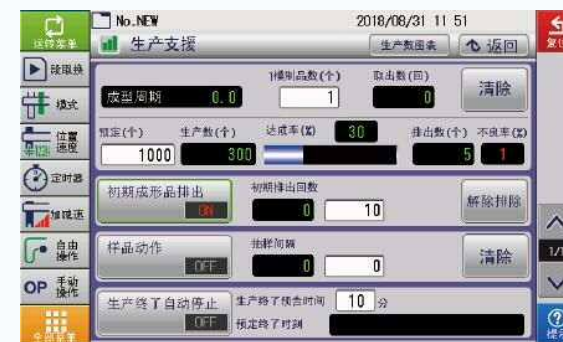 No.NEW 2018/08/31 11 51
运转菜单
生产支援 生产数图表 返回
复位
段取换
1模制品数(个) 取出数(回) 清除
成型周期 0.0 1 0
模式
位置 速度
预定(个) 生产数(个) 达成率(%) 30 排出数(个) 不良率(%)
1000 300 5 1
定时器
初期成形品排出 ON 初期排出回数 0 10 解除排除
加减速
自由操作
样品动作 OFF 抽样间隔 0 0 清除
1/1
OP 手动操作
生产终了自动停止 OFF 生产终了预告时间 10 分
预定终了时刻
全部菜单
提示